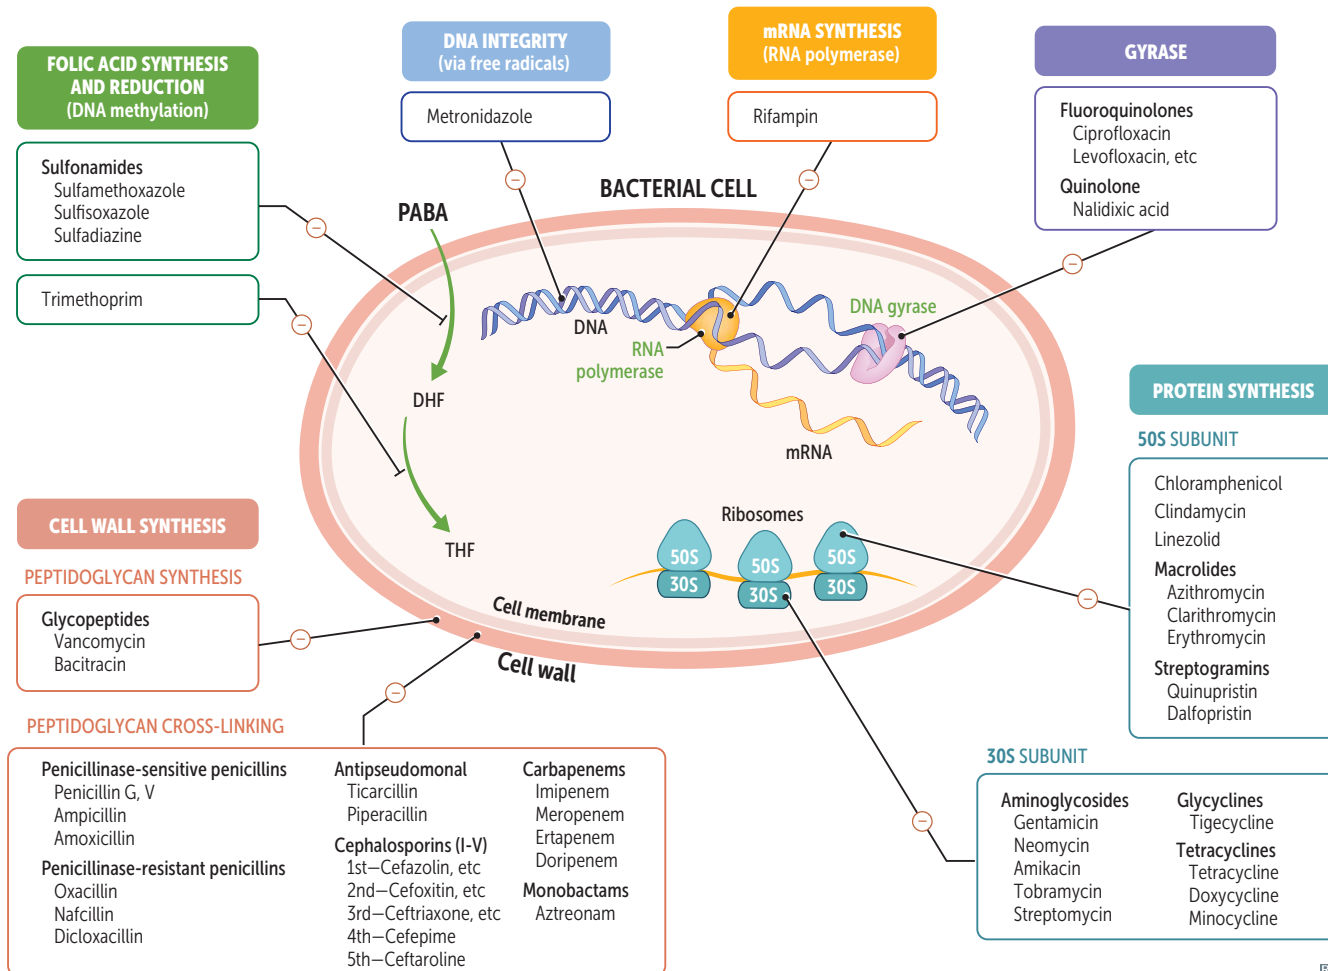 FOLIC ACID SYNTHESIS
AND REDUCTION
(DNA methylation)
Sulfonamides
Sulfamethoxazole
Sulfisoxazole
Sulfadiazine
Trimethoprim
DNA INTEGRITY
(via free radicals)
Metronidazole
mRNA SYNTHESIS
(RNA polymerase)
Rifampin
GYRASE
Fluoroquinolones
Ciprofloxacin
Levofloxacin, etc
Quinolone
Nalidixic acid
BACTERIAL CELL
PABA
DHF
THF
DNA
RNA
polymerase
DNA gyrase
mRNA
Ribosomes
50S
30S
50S
30S
50S
30S
Cell membrane
Cell wall
PROTEIN SYNTHESIS
50S SUBUNIT
Chloramphenicol
Clindamycin
Linezolid
Macrolides
Azithromycin
Clarithromycin
Erythromycin
Streptogramins
Quinupristin
Dalfopristin
30S SUBUNIT
Aminoglycosides
Gentamicin
Neomycin
Amikacin
Tobramycin
Streptomycin
Glycyclines
Tigecycline
Tetracyclines
Tetracycline
Doxycycline
Minocycline
CELL WALL SYNTHESIS
PEPTIDOGLYCAN SYNTHESIS
Glycopeptides
Vancomycin
Bacitracin
PEPTIDOGLYCAN CROSS-LINKING
Penicillinase-sensitive penicillins
Penicillin G, V
Ampicillin
Amoxicillin
Penicillinase-resistant penicillins
Oxacillin
Nafcillin
Dicloxacillin
Antipseudomonal
Ticarcillin
Piperacillin
Cephalosporins (I-V)
1st—Cefazolin, etc
2nd—Cefoxitin, etc
3rd—Ceftriaxone, etc
4th—Cefepime
5th—Ceftaroline
Carbapenems
Imipenem
Meropenem
Ertapenem
Doripenem
Monobactams
Aztreonam